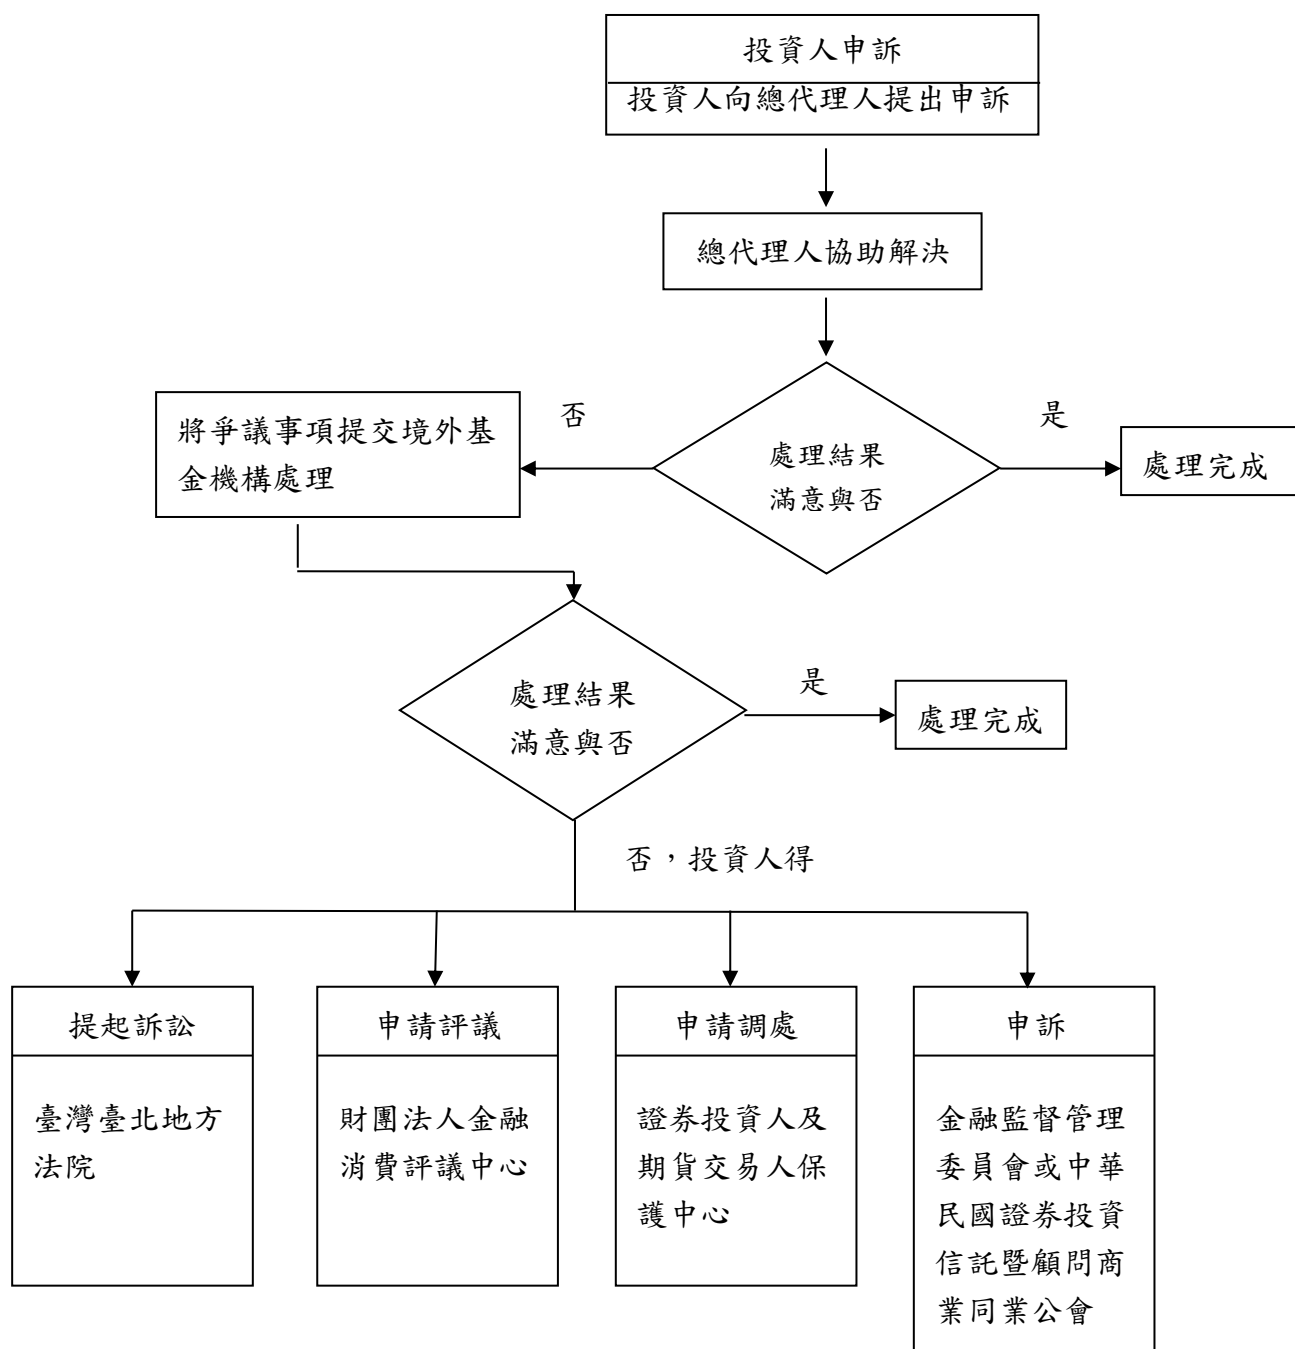 投資人申訴
投資人向總代理人提出申訴
總代理人協助解決
否
是
將爭議事項提交境外基
金機構處理
處理結果
滿意與否
處理完成
處理結果
滿意與否
是
處理完成
否，投資人得
提起訴訟
臺灣臺北地方
法院
申請評議
財團法人金融
消費評議中心
申請調處
證券投資人及
期貨交易人保
護中心
申訴
金融監督管理
委員會或中華
民國證券投資
信託暨顧問商
業同業公會